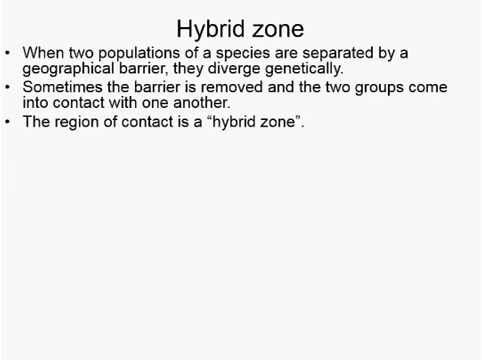 Hybrid zone
• When two populations of a species are separated by a
geographical barrier, they diverge genetically.
• Sometimes the barrier is removed and the two groups come
into contact with one another.
• The region of contact is a “hybrid zone”.